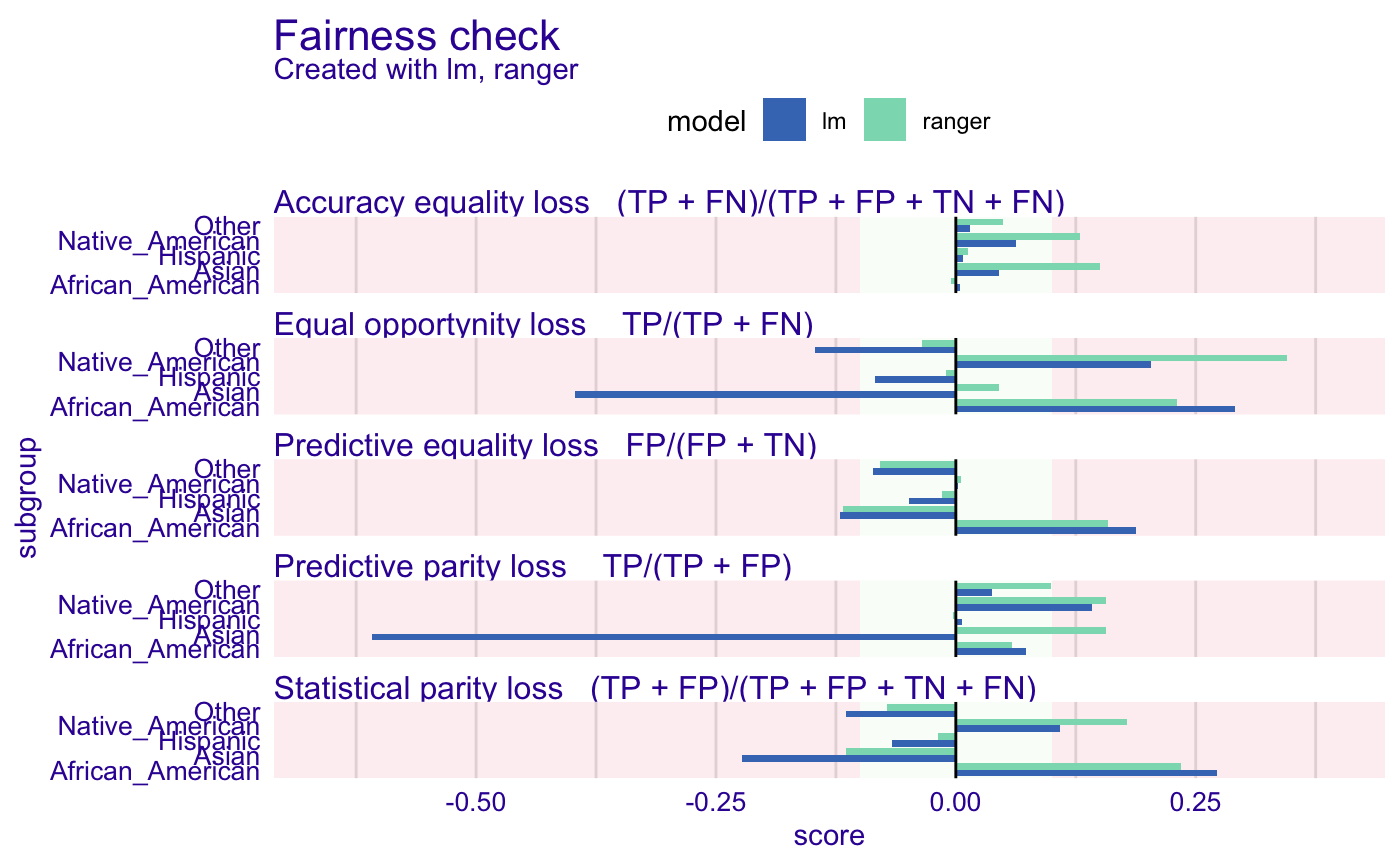 Fairness check
Created with lm, ranger
model lm ranger
Accuracy equality loss (TP + FN)/(TP + FP + TN + FN)
Other
Native_American
Hispanic
Asian
African_American
Equal opportynity loss TP/(TP + FN)
Other
Native_American
Hispanic
Asian
African_American
Predictive equality loss FP/(FP + TN)
Other
Native_American
Hispanic
Asian
African_American
Predictive parity loss TP/(TP + FP)
Other
Native_American
Hispanic
Asian
African_American
Statistical parity loss (TP + FP)/(TP + FP + TN + FN)
Other
Native_American
Hispanic
Asian
African_American
subgroup
-0.50 -0.25 0.00 0.25
score